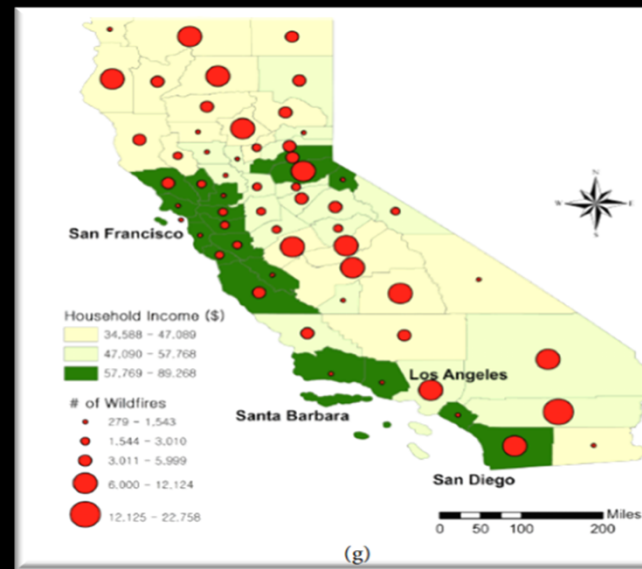 N
W E
S
San Francisco
Household Income ($)
34,588 - 47,089
47,090 - 57,768
57,769 - 89,268
Los Angeles
# of Wildfires
279 - 1,543
Santa Barbara
1,544 - 3,010
3,011 - 5,999
6,000 - 12,124
San Diego
12,125 - 22,758
Miles
0 50 100 200
(g)